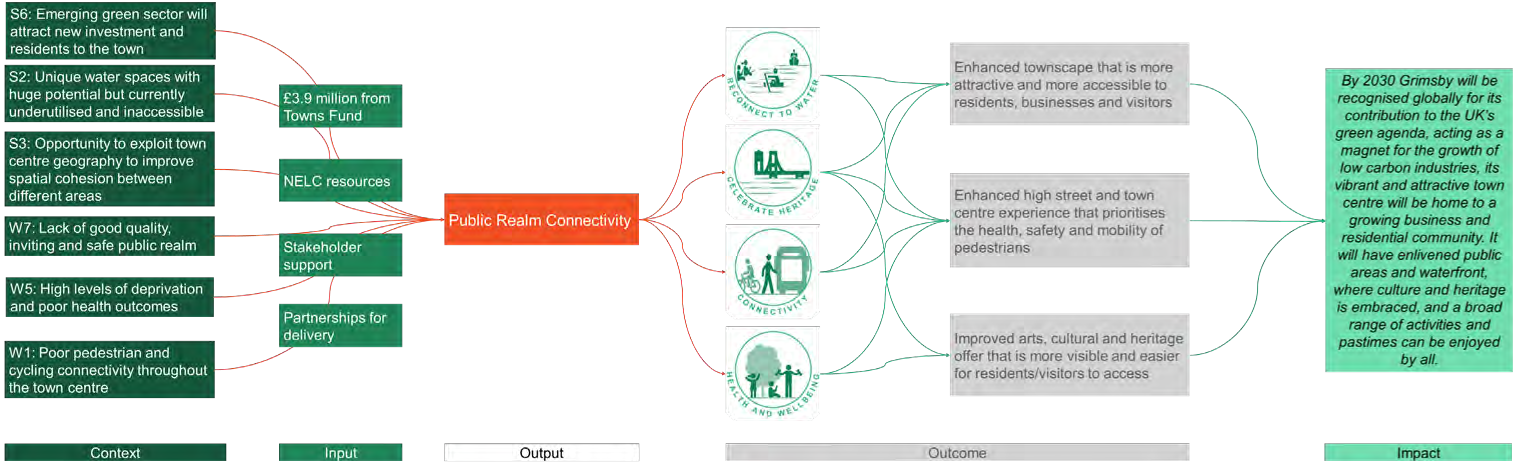 S6: Emerging green sector will
attract new investment and
residents to the town
S2: Unique water spaces with
huge potential but currently
underutilised and inaccessible
S3: Opportunity to exploit town
centre geography to improve
spatial cohesion between
different areas
W7: Lack of good quality,
inviting and safe public realm
W5: High levels of deprivation
and poor health outcomes
W1: Poor pedestrian and
cycling connectivity throughout
the town centre
£3.9 million from
Towns Fund
NELC resources
Stakeholder
support
Partnerships for
delivery
Public Realm Connectivity
RECONNECT TO WATER
CELEBRATE HERITAGE
CONNECTIVITY
HEALTH AND WELLBEING
Enhanced townscape that is more
attractive and more accessible to
residents, businesses and visitors
Enhanced high street and town
centre experience that prioritises
the health, safety and mobility of
pedestrians
Improved arts, cultural and heritage
offer that is more visible and easier
for residents/visitors to access
By 2030 Grimsby will be
recognised globally for its
contribution to the UK's
green agenda, acting as a
magnet for the growth of
low carbon industries, its
vibrant and attractive town
centre will be home to a
growing business and
residential community. It
will have enlivened public
areas and waterfront,
where culture and heritage
is embraced, and a broad
range of activities and
pastimes can be enjoyed
by all.
Context
Input
Output
Outcome
Impact